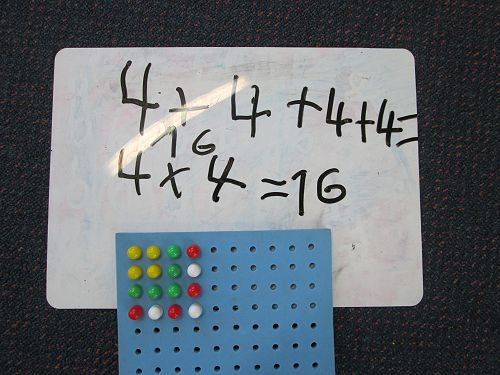 4 + 4 + 4 + 4 =
16
4 × 4 = 16